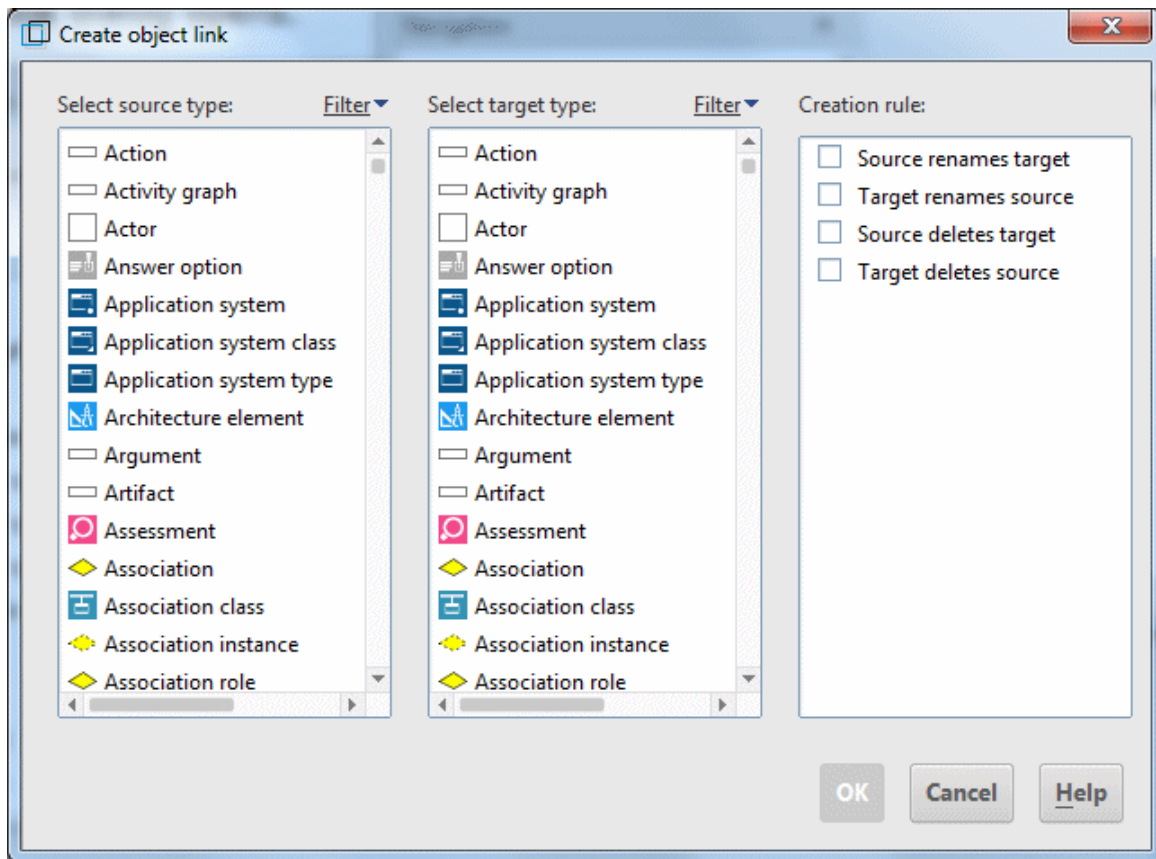 Create object link
Select source type: Filter
Action
Activity graph
Actor
Answer option
Application system
Application system class
Application system type
Architecture element
Argument
Artifact
Assessment
Association
Association class
Association instance
Association role
Select target type: Filter
Action
Activity graph
Actor
Answer option
Application system
Application system class
Application system type
Architecture element
Argument
Artifact
Assessment
Association
Association class
Association instance
Association role
Creation rule:
Source renames target
Target renames source
Source deletes target
Target deletes source
OK Cancel Help